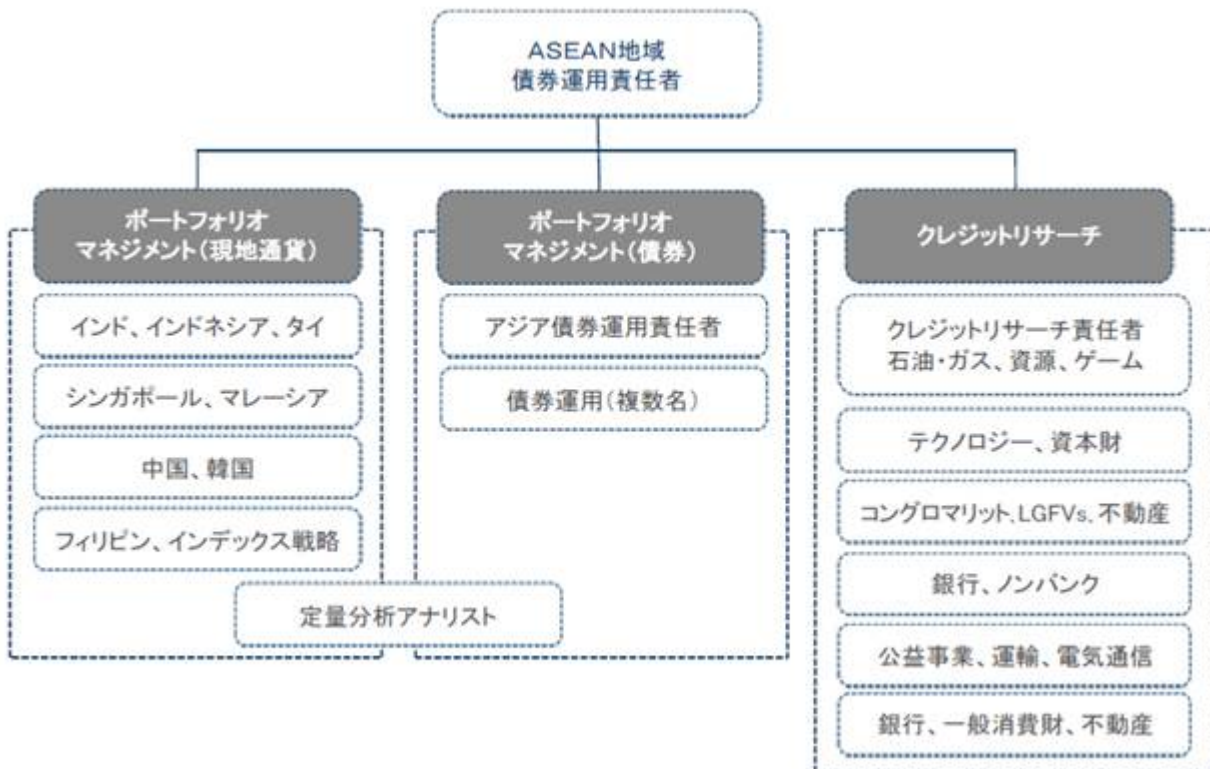 ASEAN地域
債券運用責任者
ポートフォリオ
マネジメント(現地通貨)
インド、インドネシア、タイ
シンガポール、マレーシア
中国、韓国
フィリピン、インデックス戦略
ポートフォリオ
マネジメント(債券)
アジア債券運用責任者
債券運用(複数名)
定量分析アナリスト
クレジットリサーチ
クレジットリサーチ責任者
石油・ガス、資源、ゲーム
テクノロジー、資本財
コングロマリット、LGFVs、不動産
銀行、ノンバンク
公益事業、運輸、電気通信
銀行、一般消費財、不動産